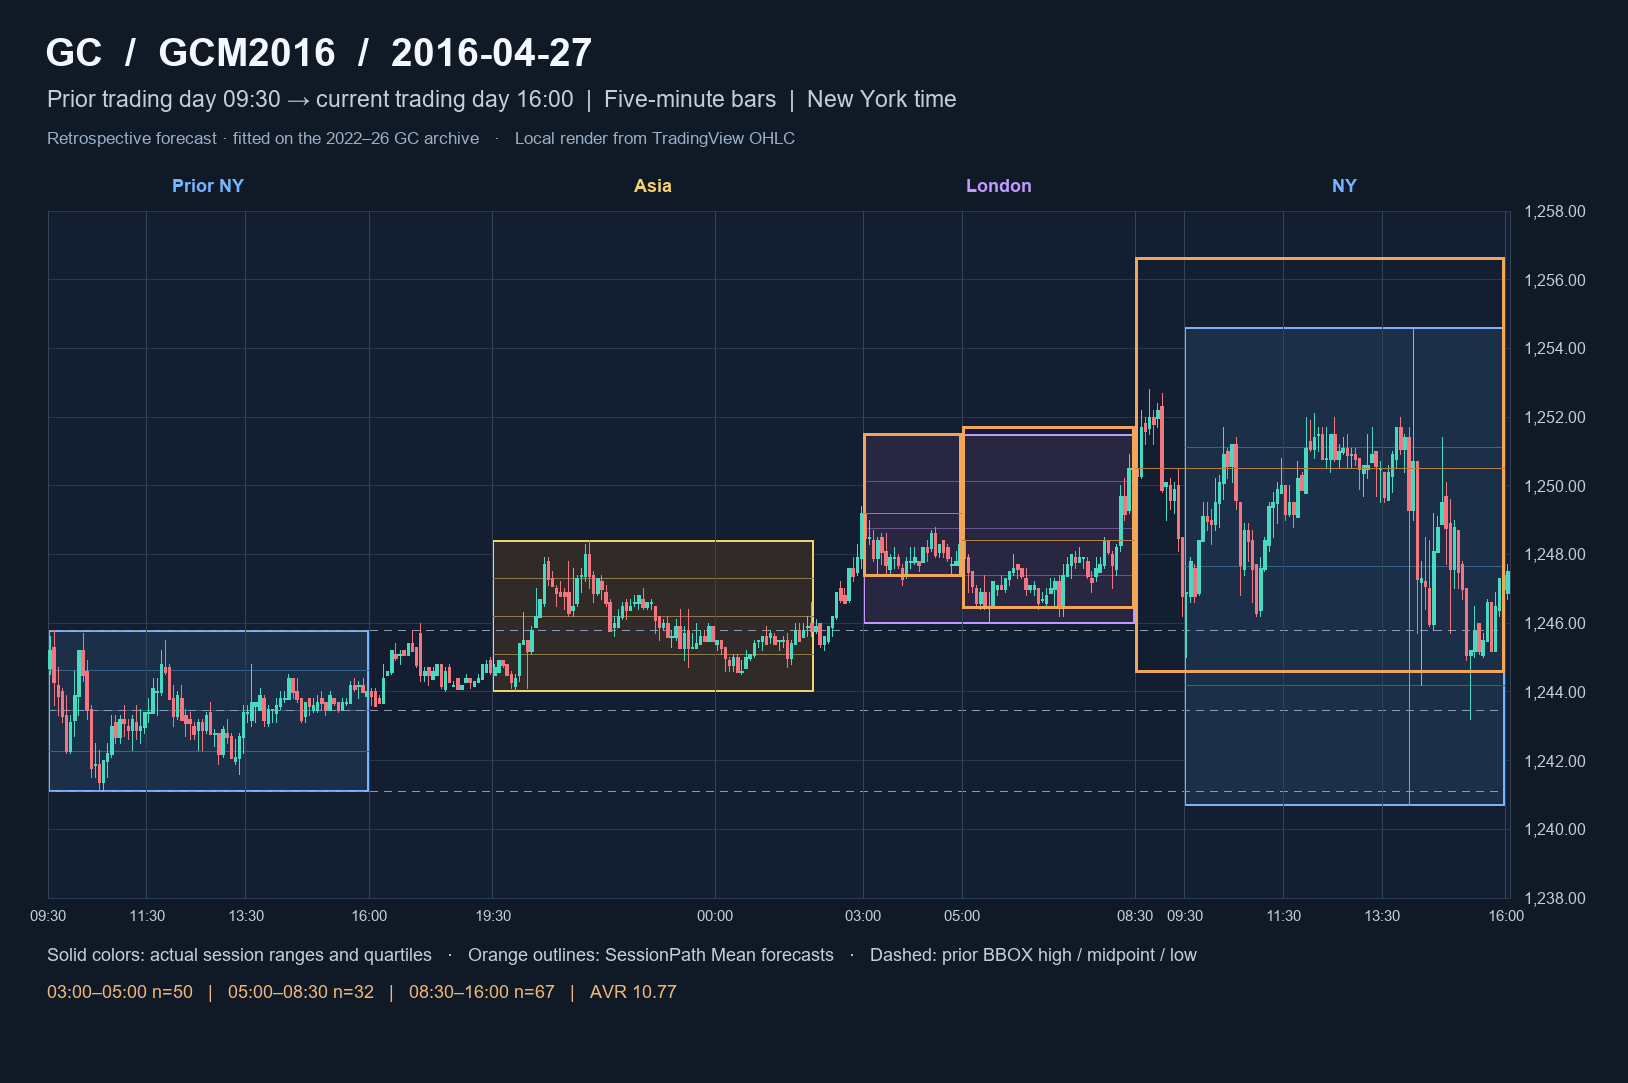 GC / GCM2016 / 2016-04-27
Prior trading day 09:30 → current trading day 16:00 | Five-minute bars | New York time
Retrospective forecast · fitted on the 2022–26 GC archive · Local render from TradingView OHLC
Prior NY Asia London NY
1,258.00
1,256.00
1,254.00
1,252.00
1,250.00
1,248.00
1,246.00
1,244.00
1,242.00
1,240.00
1,238.00
09:30 11:30 13:30 16:00 19:30 00:00 03:00 05:00 08:30 09:30 11:30 13:30 16:00
Solid colors: actual session ranges and quartiles · Orange outlines: SessionPath Mean forecasts · Dashed: prior BBOX high / midpoint / low
03:00–05:00 n=50 | 05:00–08:30 n=32 | 08:30–16:00 n=67 | AVR 10.77